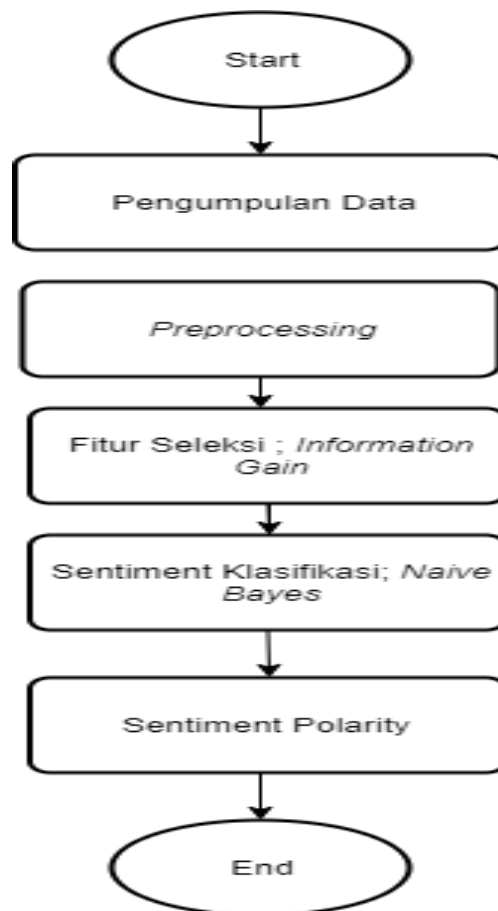 Start
Pengumpulan Data
Preprocessing
Fitur Seleksi ; Information
Gain
Sentiment Klasifikasi; Naive
Bayes
Sentiment Polarity
End